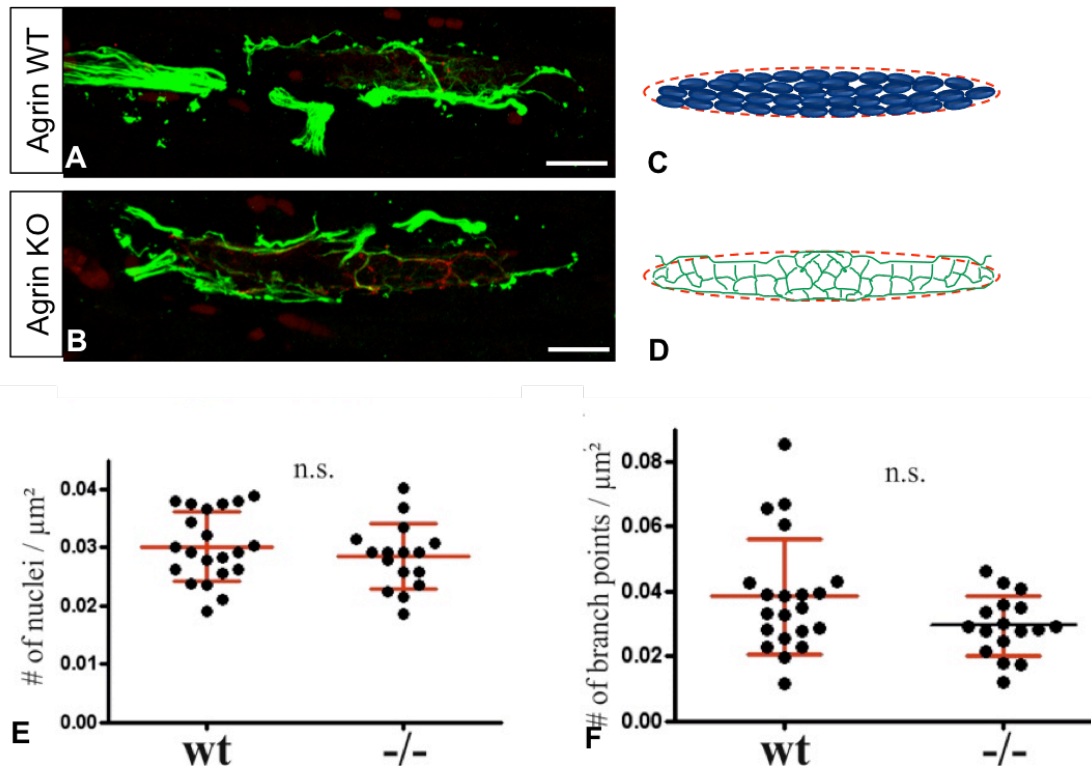 Agrin WT
A
C
Agrin KO
B
D
# of nuclei / μm²
0.04
0.03
0.02
0.01
0.00
n.s.
wt
-/-
E
# of branch points / μm²
0.08
0.06
0.04
0.02
0.00
n.s.
wt
-/-
F